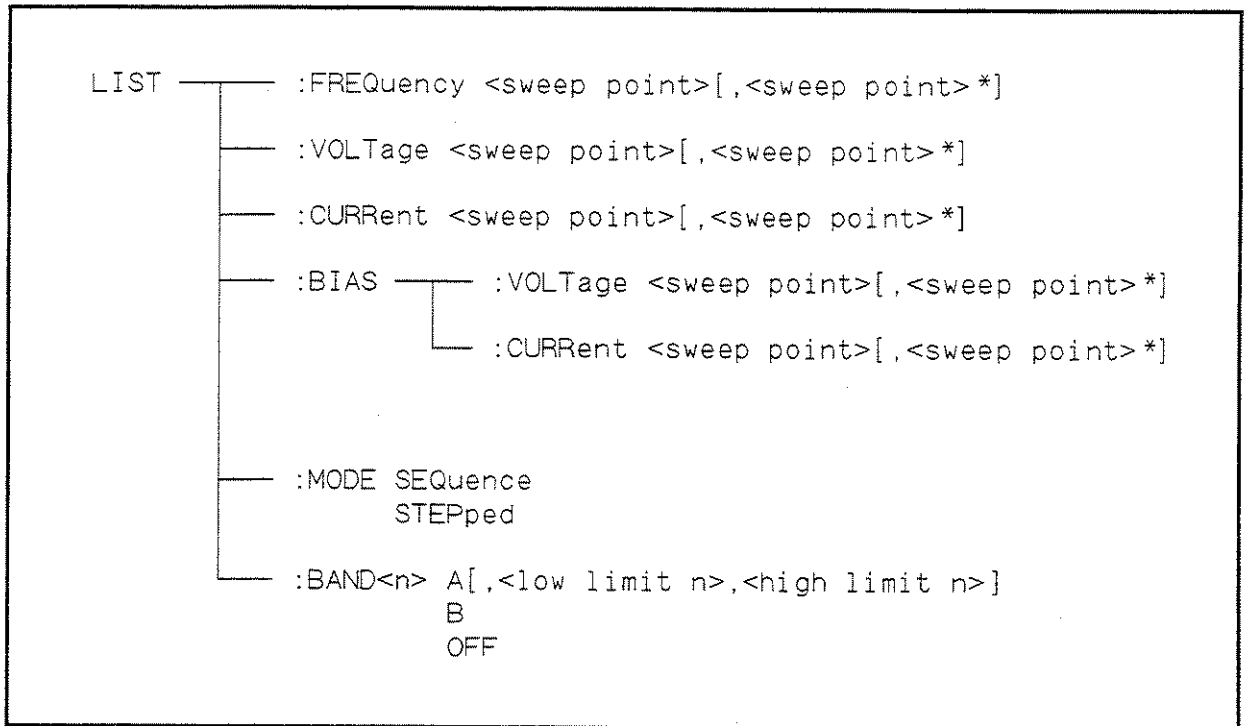 LIST :FREQuency <sweep point>[,<sweep point>*]
:VOLTage <sweep point>[,<sweep point>*]
:CURRent <sweep point>[,<sweep point>*]
:BIAS :VOLTage <sweep point>[,<sweep point>*]
:CURRent <sweep point>[,<sweep point>*]
:MODE SEQuence
STEPped
:BAND<n> A[,<low limit n>,<high limit n>]
B
OFF